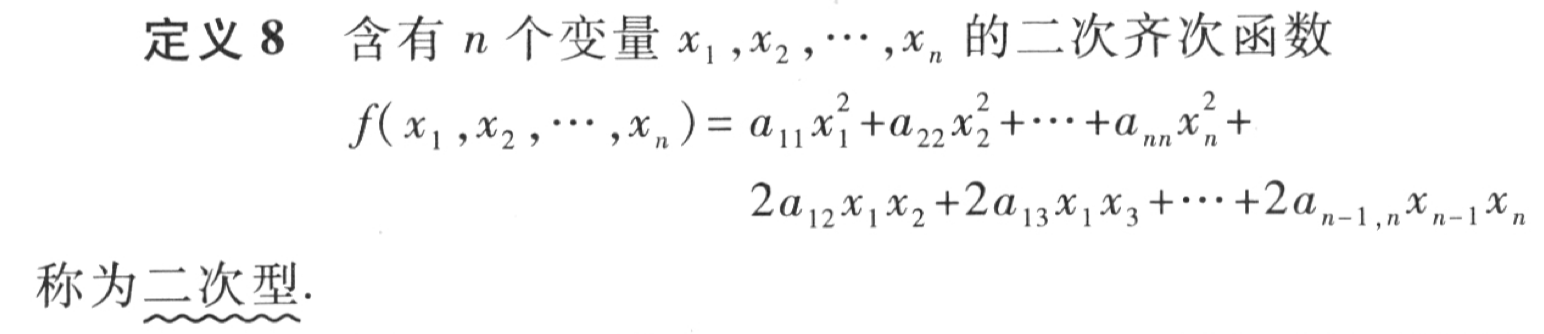 定义 8 含有 n 个变量 x₁,x₂,⋯,xₙ 的二次齐次函数
f(x₁,x₂,⋯,xₙ)= a₁₁x₁²+a₂₂x₂²+⋯+aₙₙxₙ²+
2a₁₂x₁x₂+2a₁₃x₁x₃+⋯+2aₙ₋₁,ₙxₙ₋₁xₙ
称为二次型.